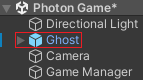 Photon Game*
Directional Light
Ghost
Camera
Game Manager